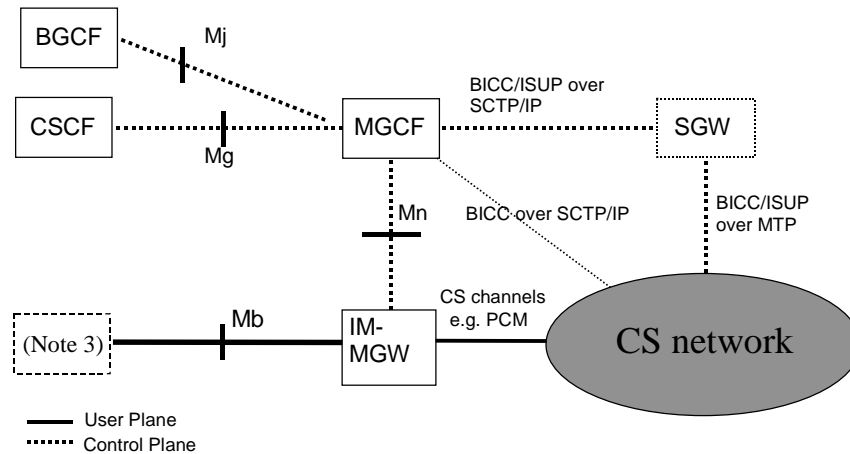 BGCF
Mj
BICC/ISUP over
SCTP/IP
CSCF
Mg
MGCF
SGW
Mn
BICC over SCTP/IP
BICC/ISUP
over MTP
(Note 3)
Mb
IM-
MGW
CS channels
e.g. PCM
CS network
User Plane
Control Plane